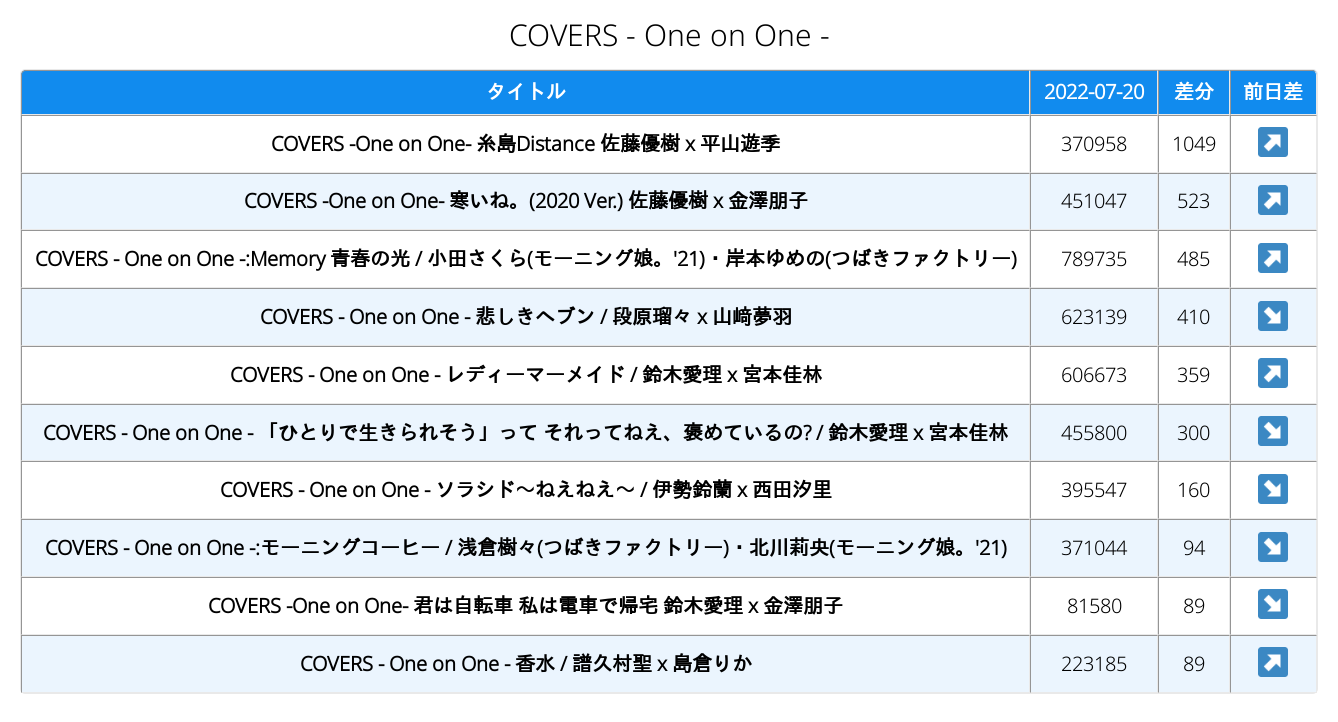 COVERS - One on One -
タイトル 2022-07-20 差分 前日差
COVERS -One on One- 糸島Distance 佐藤優樹 x 平山遊季 370958 1049
COVERS -One on One- 寒いね。(2020 Ver.) 佐藤優樹 x 金澤朋子 451047 523
COVERS - One on One -:Memory 青春の光 / 小田さくら(モーニング娘。'21)・岸本ゆめの(つばきファクトリー) 789735 485
COVERS - One on One - 悲しきヘブン / 段原瑠々 x 山﨑夢羽 623139 410
COVERS - One on One - レディーマーメイド / 鈴木愛理 x 宮本佳林 606673 359
COVERS - One on One - 「ひとりで生きられそう」って それってねえ、褒めているの? / 鈴木愛理 x 宮本佳林 455800 300
COVERS - One on One - ソラシド〜ねえねえ〜 / 伊勢鈴蘭 x 西田汐里 395547 160
COVERS - One on One -:モーニングコーヒー / 浅倉樹々(つばきファクトリー)・北川莉央(モーニング娘。'21) 371044 94
COVERS -One on One- 君は自転車 私は電車で帰宅 鈴木愛理 x 金澤朋子 81580 89
COVERS - One on One - 香水 / 譜久村聖 x 島倉りか 223185 89